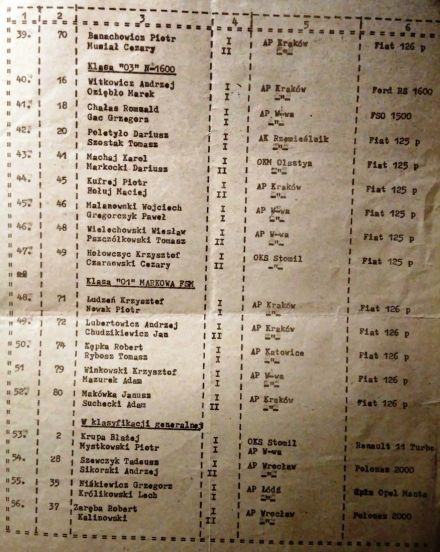 1 2 3 4 5 6
39. 70 Banachowicz Piotr I AP Kraków Fiat 126 p
Musiał Cezary II -"-
Klasa "03" N-1600
40. 16 Witkowicz Andrzej I AP Kraków Ford RS 1600
Oziębło Marek I -"-
41. 18 Chałas Romuald I AP W-wa FSO 1500
Gac Grzegorz I -"-
42. 20 Poletyło Dariusz I AK Rzemieślnik Fiat 125 p
Szostak Tomasz I -"-
43. 41 Machaj Karol I OKM Olsztyn Fiat 125 p
Markocki Dariusz II -"-
44. 45 Kufrej Piotr I AP Kraków Fiat 125 p
Hołuj Maciej II -"-
45. 46 Malanowski Wojciech I AP W-wa Fiat 125 p
Gregorczyk Paweł I -"-
46. 48 Wielechowski Wiesław I AP W-wa Fiat 125 p
Pszczółkowski Tomasz II -"-
47. 49 Hołowczyc Krzysztof I OKS Stomil Fiat 125 p
Czarnowski Cezary II
Klasa "01" MARKOWA FSM
48. 71 Ludzeń Krzysztof I AP Kraków Fiat 126 p
Nowak Piotr I -"-
49. 72 Lubertowicz Andrzej I AP Kraków Fiat 126 p
Chudzikiewicz Jan II -"-
50. 74 Kępka Robert I AP Katowice Fiat 126 p
Rybosz Tomasz I -"-
51 79 Winkowski Krzysztof I AP W-wa Fiat 126 p
Mazurek Adam I -"-
52. 80 Makówka Janusz I AP Kraków Fiat 126 p
Suchecki Adam II -"-
W klasyfikacji generalnej
53. 2 Krupa Błażej I OKS Stomil Renault 11 Turbo
Mystkowski Piotr I AP W-wa
54. 28 Szewczyk Tadeusz I AP Wrocław Polonez 2000
Sikorski Andrzej II -"-
55. 35 Nińkiewicz Grzegorz I AP Łódź Opel Manta
Królikowski Lech I -"-
56. 37 Zaręba Robert I AP Wrocław Polonez 2000
Kalinowski II -"-